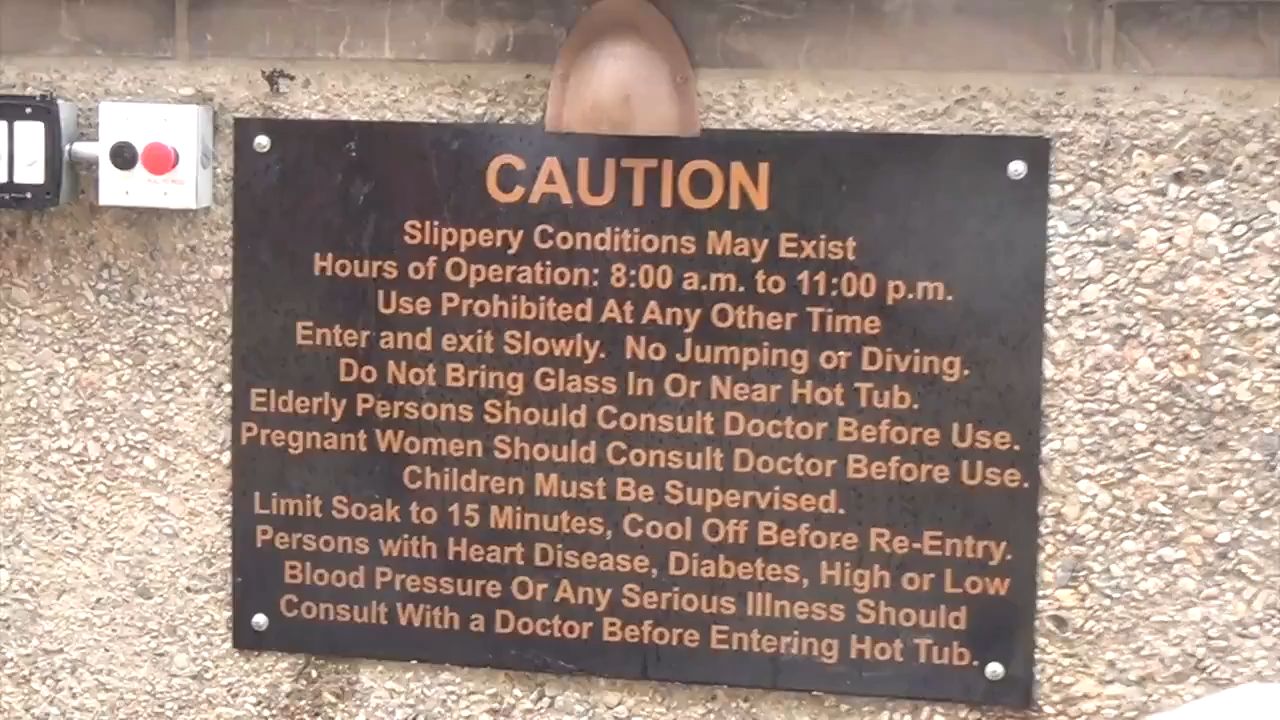 CAUTION
Slippery Conditions May Exist
Hours of Operation: 8:00 a.m. to 11:00 p.m.
Use Prohibited At Any Other Time
Enter and exit Slowly. No Jumping or Diving.
Do Not Bring Glass In Or Near Hot Tub.
Elderly Persons Should Consult Doctor Before Use.
Pregnant Women Should Consult Doctor Before Use.
Children Must Be Supervised.
Limit Soak to 15 Minutes, Cool Off Before Re-Entry.
Persons with Heart Disease, Diabetes, High or Low
Blood Pressure Or Any Serious Illness Should
Consult With a Doctor Before Entering Hot Tub.